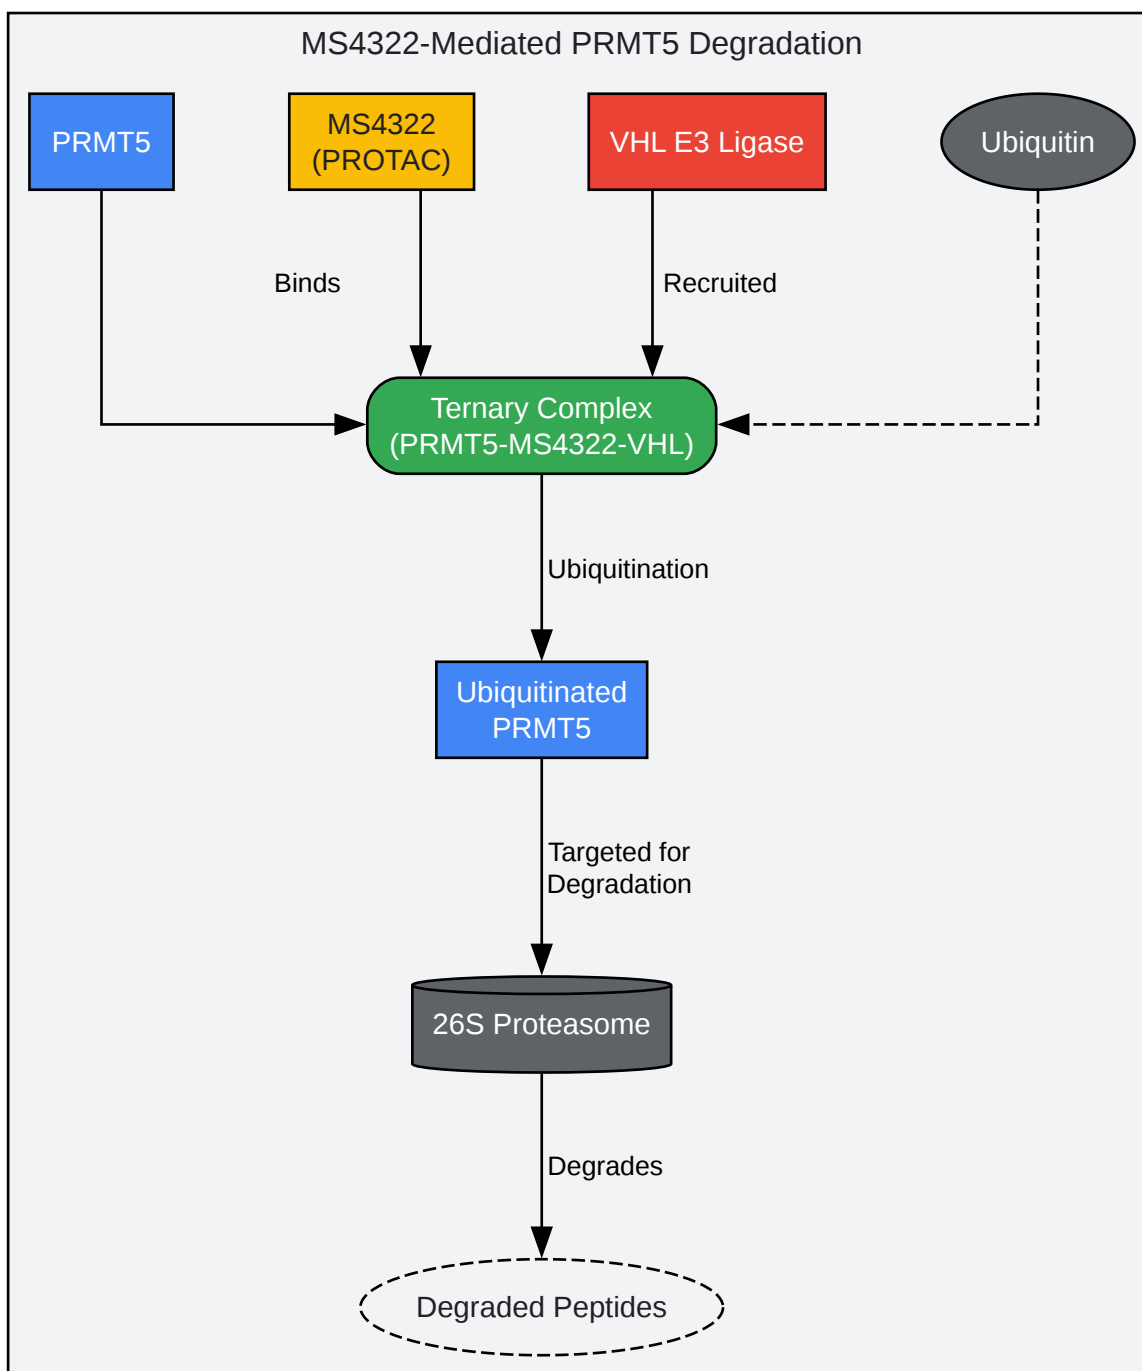 MS4322-Mediated PRMT5 Degradation
PRMT5
MS4322
(PROTAC)
VHL E3 Ligase
Ubiquitin
Binds
Recruited
Ternary Complex
(PRMT5-MS4322-VHL)
Ubiquitination
Ubiquitinated
PRMT5
Targeted for
Degradation
26S Proteasome
Degrades
Degraded Peptides